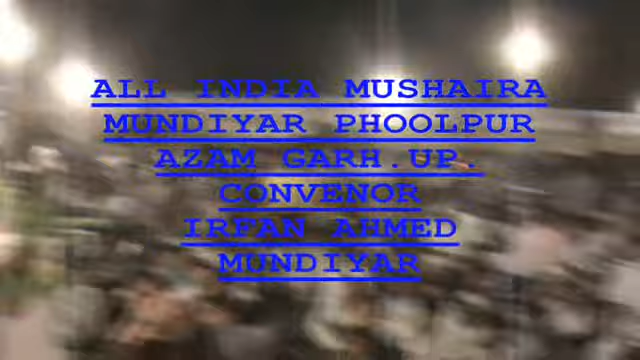 ALL INDIA MUSHAIRA
MUNDIYAR PHOOLPUR
AZAM GARH.UP.
CONVENOR
IRFAN AHMED
MUNDIYAR